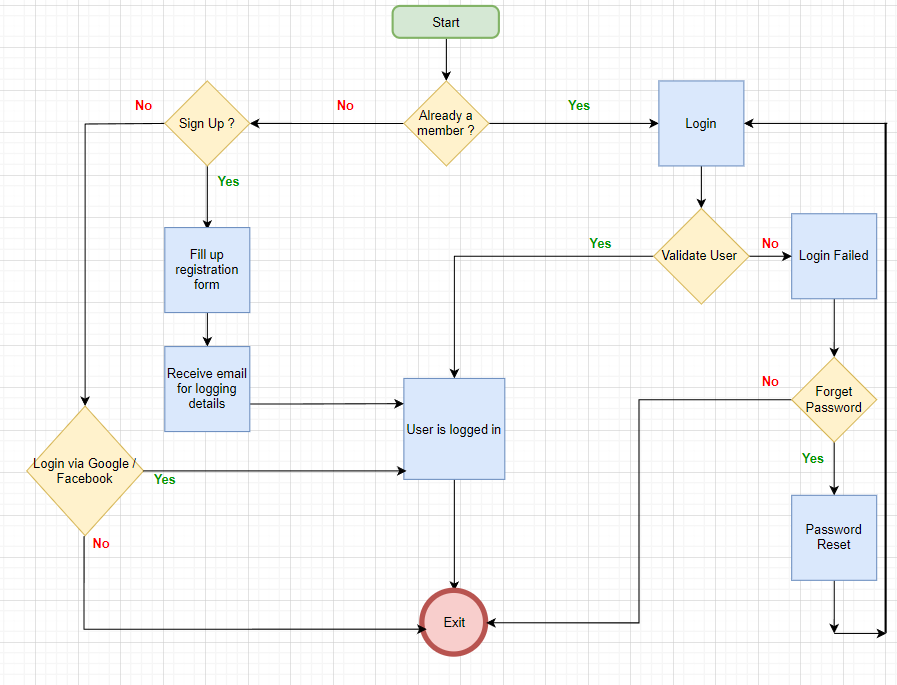 Start
No
No
Yes
Sign Up ?
Already a
member ?
Login
Yes
Fill up
registration
form
Yes
Validate User
No
Login Failed
Receive email
for logging
details
User is logged in
No
Forget
Password
Login via Google /
Facebook
Yes
Yes
No
Password
Reset
Exit